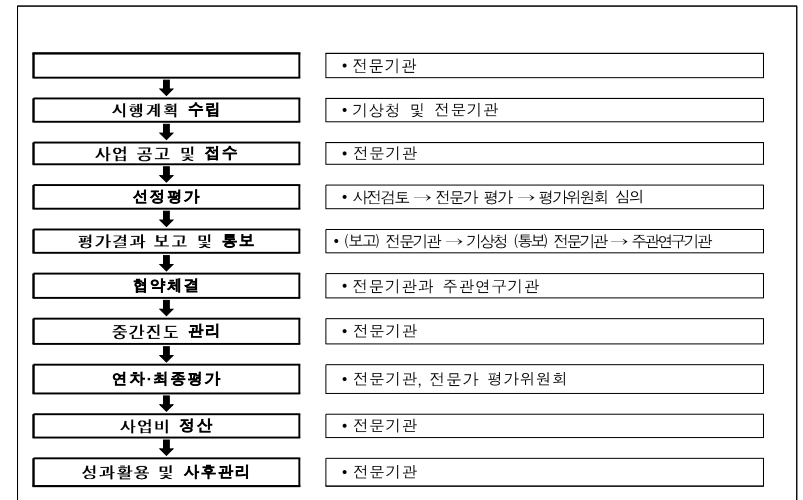 • 전문기관
시행계획 수립
• 기상청 및 전문기관
사업 공고 및 접수
• 전문기관
선정평가
• 사전검토 → 전문가 평가 → 평가위원회 심의
평가결과 보고 및 통보
• (보고) 전문기관 → 기상청 (통보) 전문기관 → 주관연구기관
협약체결
• 전문기관과 주관연구기관
중간진도 관리
• 전문기관
연차·최종평가
• 전문기관, 전문가 평가위원회
사업비 정산
• 전문기관
성과활용 및 사후관리
• 전문기관